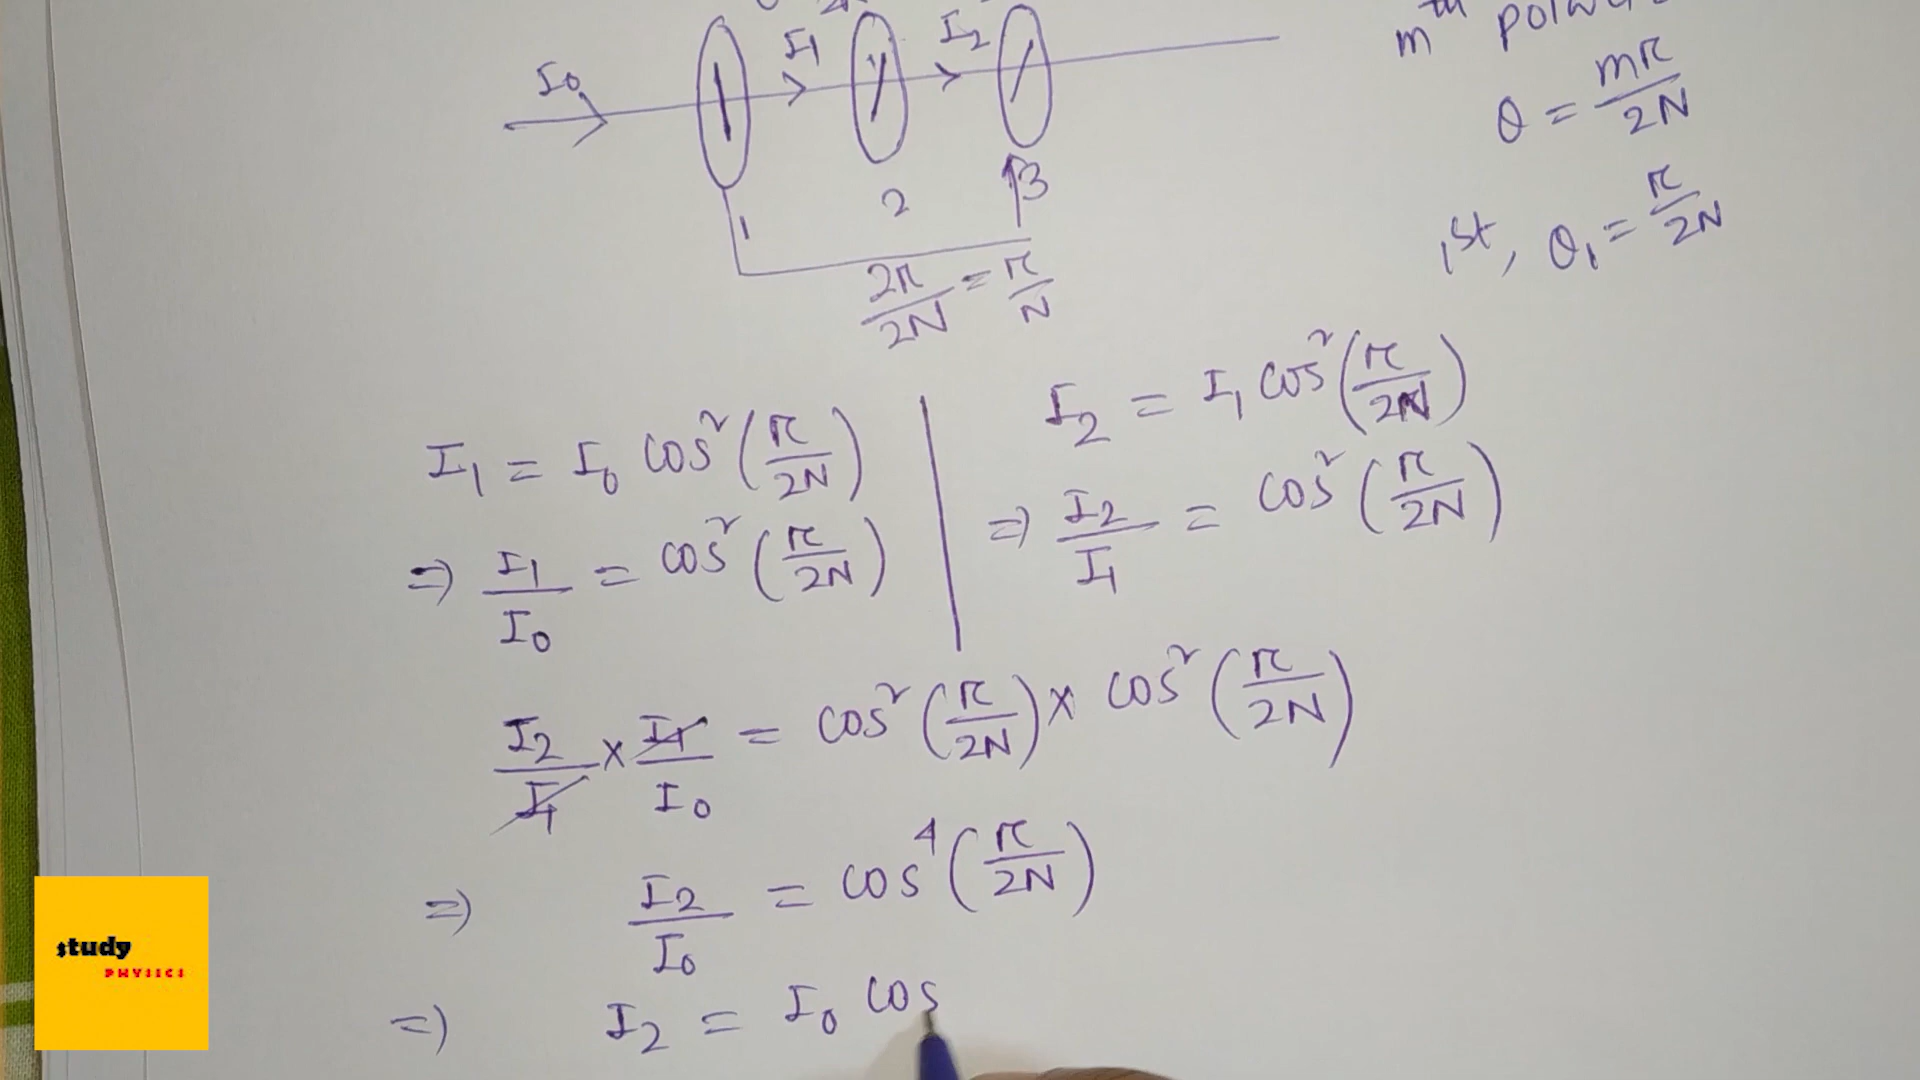 I₀ I₁ I₂
mth
θ = mπ/2N
1 2 3
1st, θ₁ = π/2N
2π/2N = π/N
I₁ = I₀ cos²(π/2N)
⇒ I₁/I₀ = cos²(π/2N)
I₂ = I₁ cos²(π/2N)
⇒ I₂/I₁ = cos²(π/2N)
I₂/I₁ × I₁/I₀ = cos²(π/2N) × cos²(π/2N)
⇒ I₂/I₀ = cos⁴(π/2N)
⇒ I₂ = I₀ cos
study
PHYSICS